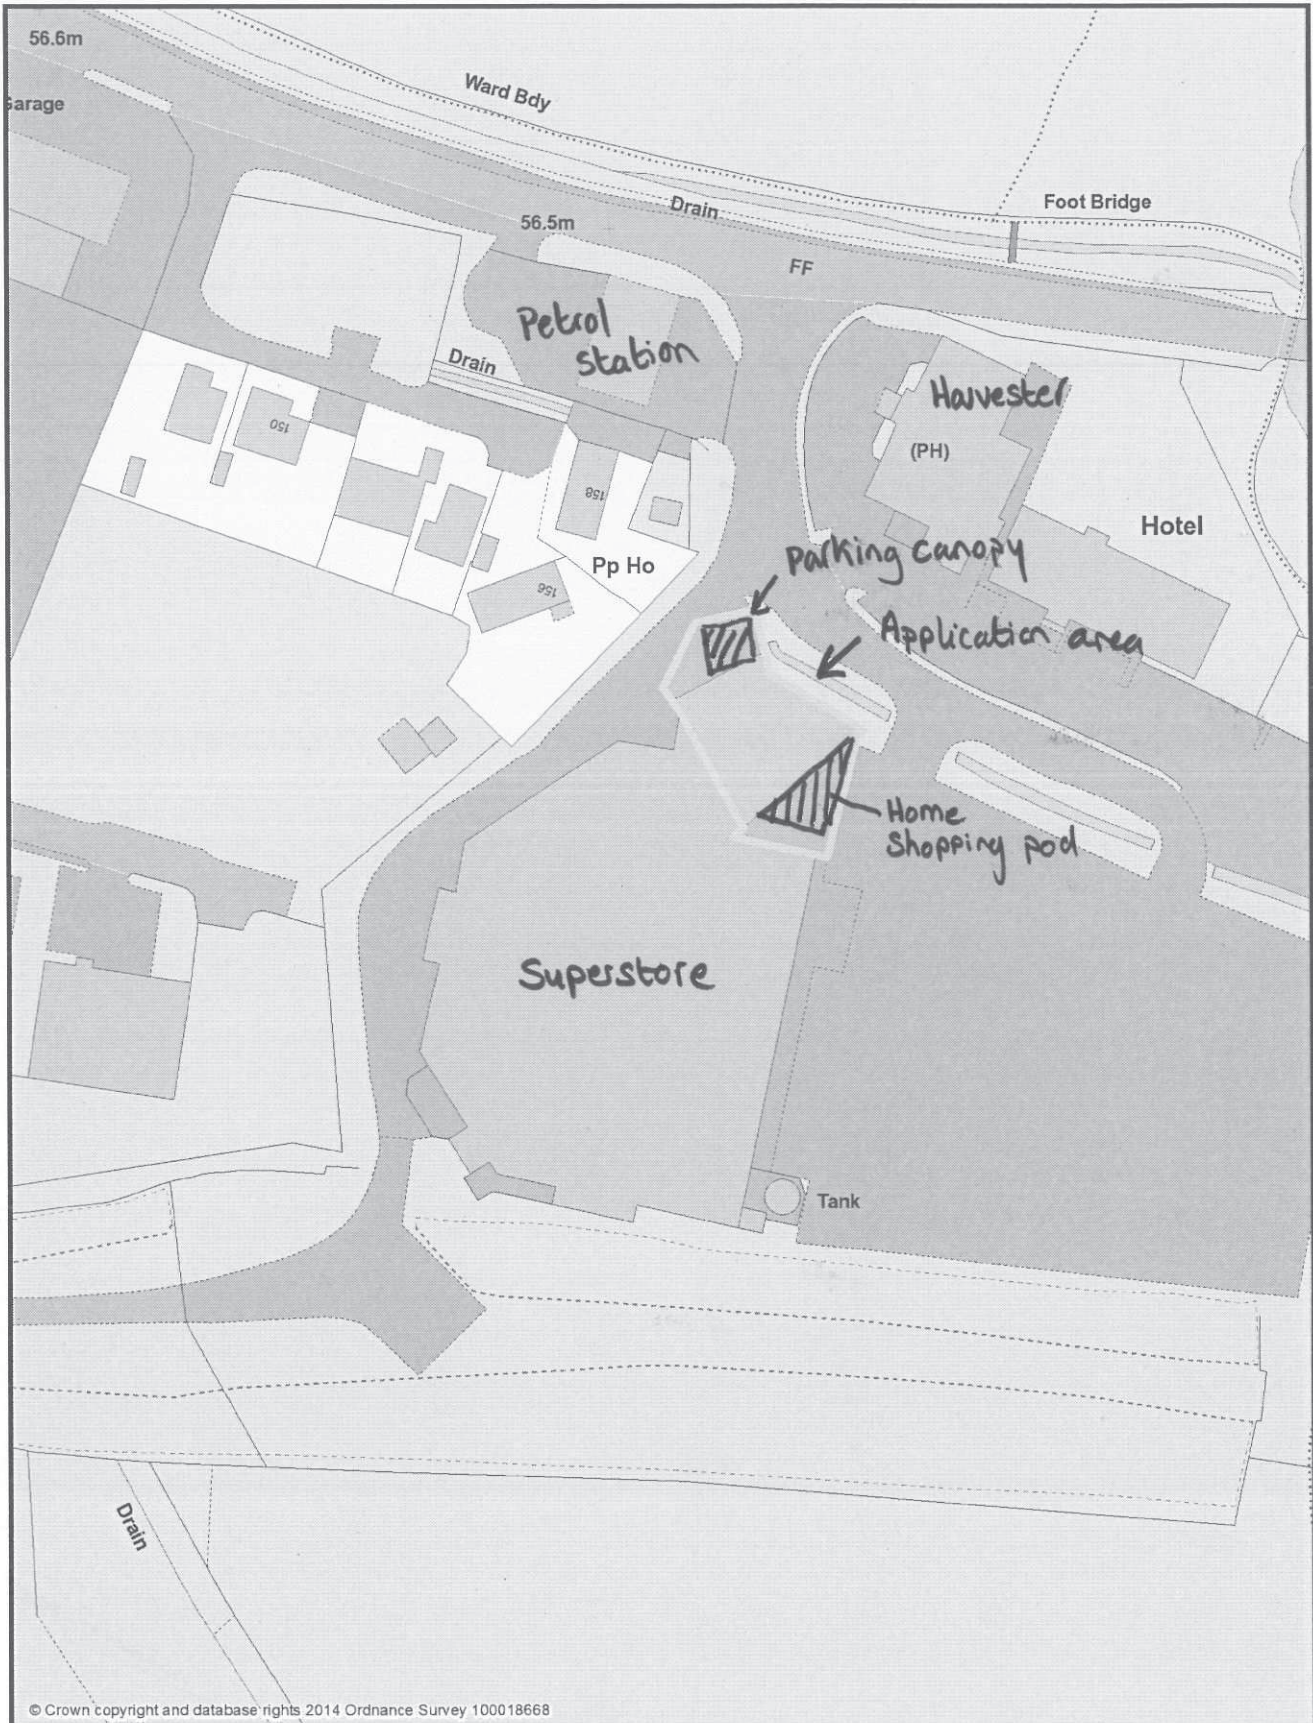 56.6m
Garage
Ward Bdy
Drain
56.5m
Foot Bridge
FF
Petrol
station
Drain
Harvester
(PH)
150
158
Hotel
Pp Ho
156
Parking canopy
Application area
Home
Shopping pod
Superstore
Tank
Drain
© Crown copyright and database rights 2014 Ordnance Survey 100018668